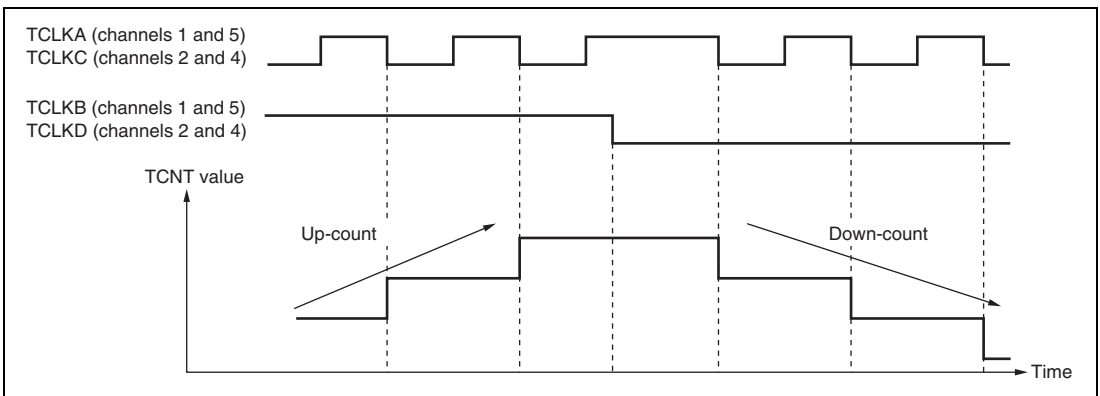 TCLKA (channels 1 and 5)
TCLKC (channels 2 and 4)
TCLKB (channels 1 and 5)
TCLKD (channels 2 and 4)
TCNT value
Up-count
Down-count
Time